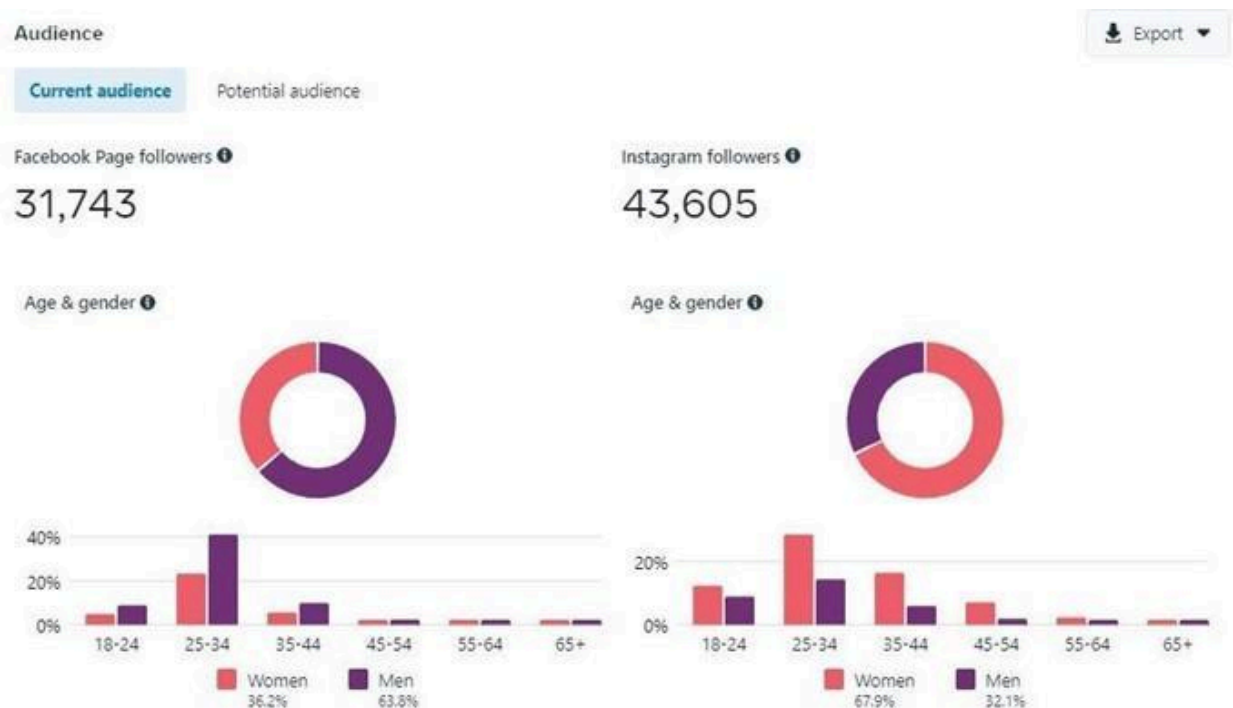 Audience
Export
Current audience Potential audience
Facebook Page followers
31,743
Age & gender
40%
20%
0%
18-24 25-34 35-44 45-54 55-64 65+
Women Men
36.2% 63.8%
Instagram followers
43,605
Age & gender
20%
0%
18-24 25-34 35-44 45-54 55-64 65+
Women Men
67.9% 32.1%